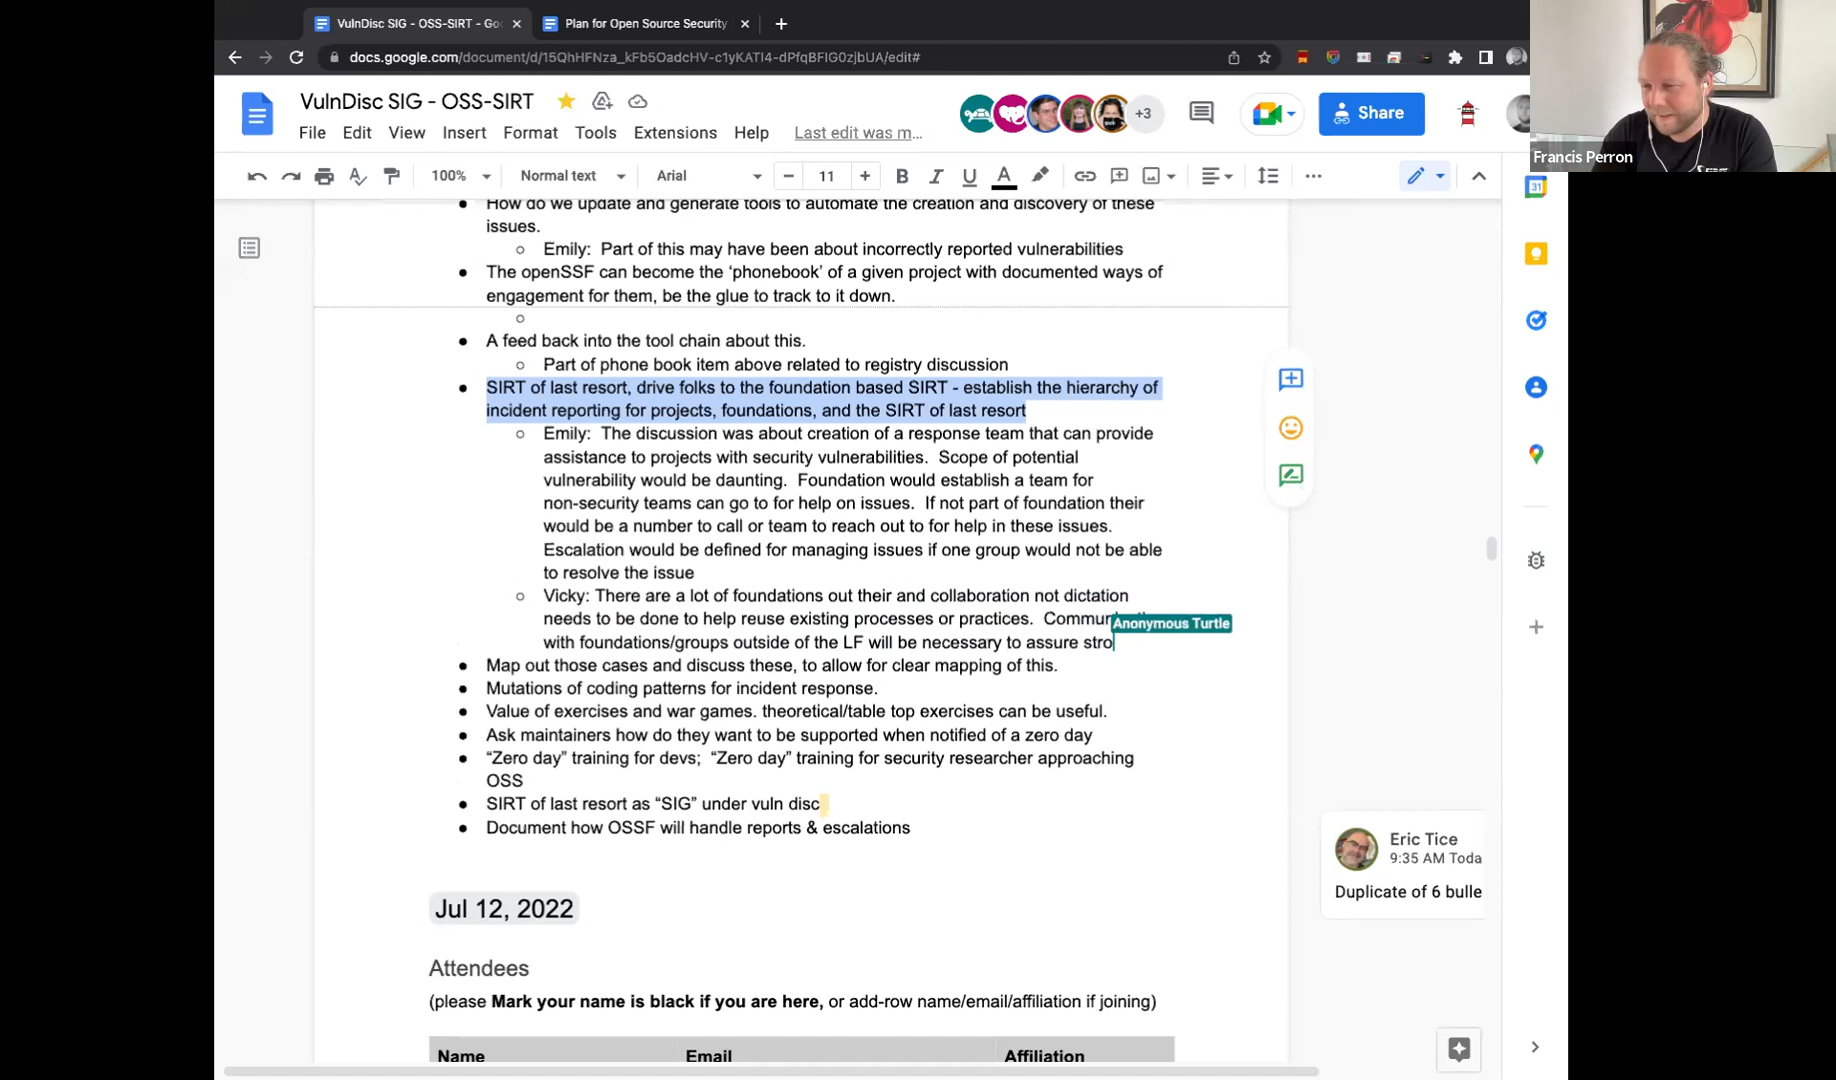 VulnDisc SIG - OSS-SIRT - Goo
Plan for Open Source Security
docs.google.com/document/d/15QhHFNza_kFb5OadcHV-c1yKATI4-dPfqBFIG0zjbUA/edit#
VulnDisc SIG - OSS-SIRT
+3
Share
File Edit View Insert Format Tools Extensions Help Last edit was m...
Francis Perron
100% Normal text Arial 11
How do we update and generate tools to automate the creation and discovery of these
issues.
Emily: Part of this may have been about incorrectly reported vulnerabilities
The openSSF can become the ‘phonebook’ of a given project with documented ways of
engagement for them, be the glue to track to it down.
A feed back into the tool chain about this.
Part of phone book item above related to registry discussion
SIRT of last resort, drive folks to the foundation based SIRT - establish the hierarchy of
incident reporting for projects, foundations, and the SIRT of last resort
Emily: The discussion was about creation of a response team that can provide
assistance to projects with security vulnerabilities. Scope of potential
vulnerability would be daunting. Foundation would establish a team for
non-security teams can go to for help on issues. If not part of foundation their
would be a number to call or team to reach out to for help in these issues.
Escalation would be defined for managing issues if one group would not be able
to resolve the issue
Vicky: There are a lot of foundations out their and collaboration not dictation
needs to be done to help reuse existing processes or practices.
Anonymous Turtle
with foundations/groups outside of the LF will be necessary to assure stro
Map out those cases and discuss these, to allow for clear mapping of this.
Mutations of coding patterns for incident response.
Value of exercises and war games. theoretical/table top exercises can be useful.
Ask maintainers how do they want to be supported when notified of a zero day
“Zero day” training for devs; “Zero day” training for security researcher approaching
OSS
SIRT of last resort as “SIG” under vuln disc
Document how OSSF will handle reports & escalations
Eric Tice
9:35 AM Toda
Duplicate of 6 bulle
Jul 12, 2022
Attendees
(please Mark your name is black if you are here, or add-row name/email/affiliation if joining)
Name Email Affiliation